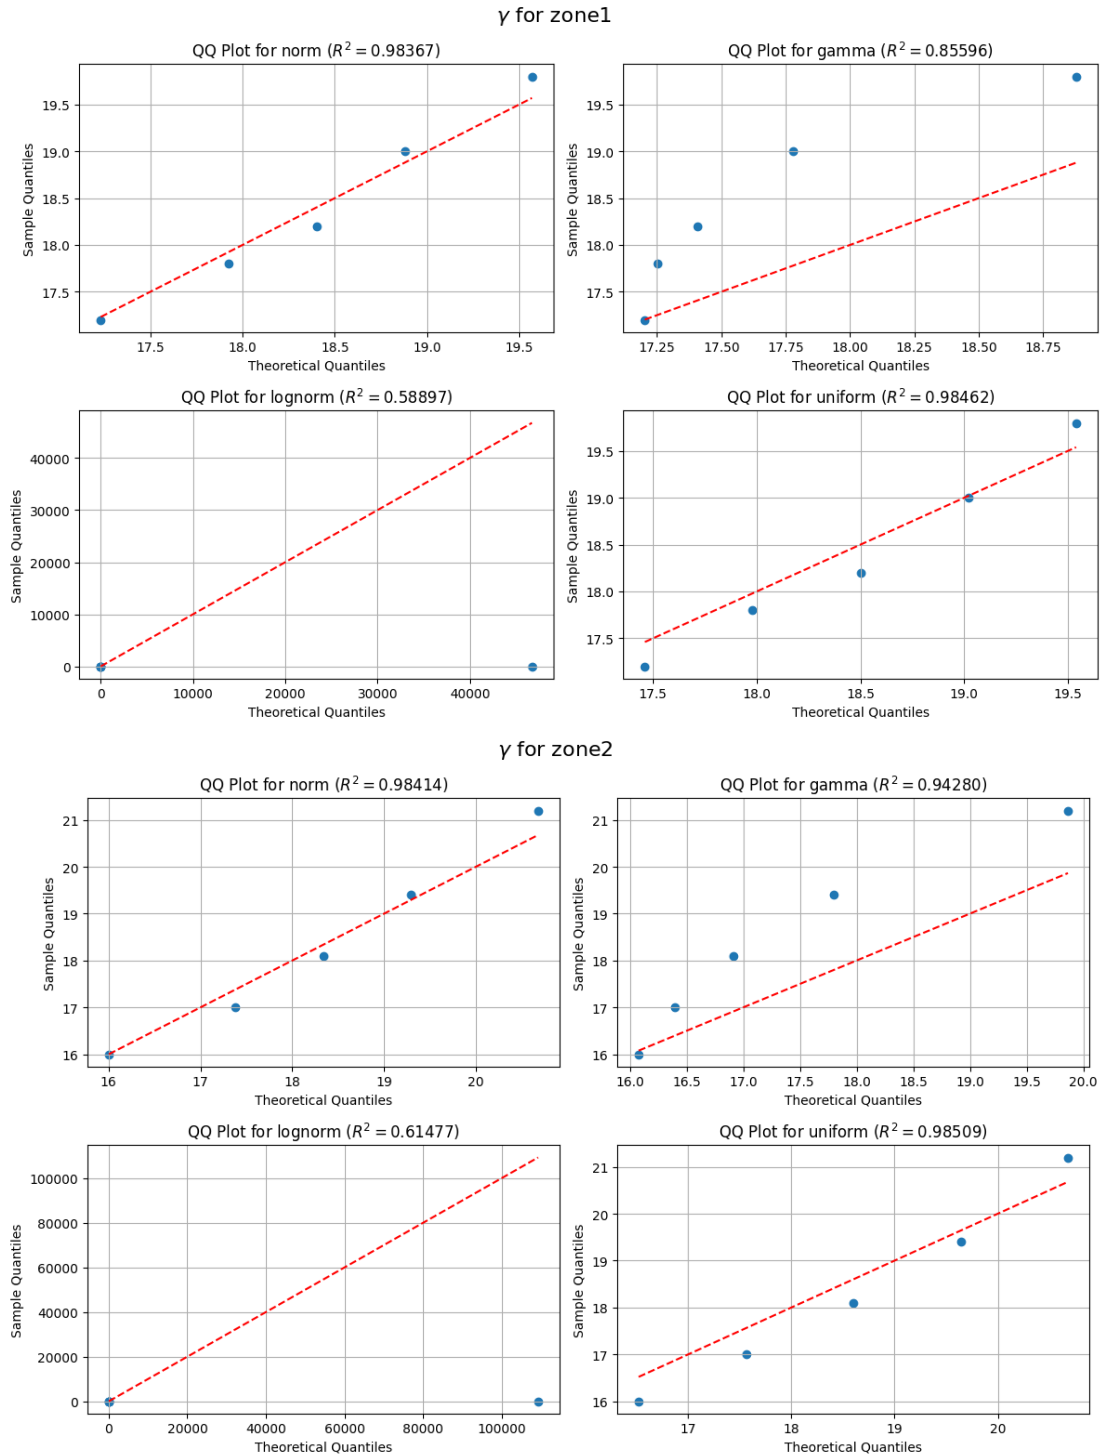 γ for zone1
QQ Plot for norm (R² = 0.98367)
QQ Plot for gamma (R² = 0.85596)
Sample Quantiles
19.5
19.0
18.5
18.0
17.5
17.5 18.0 18.5 19.0 19.5
Theoretical Quantiles
Sample Quantiles
19.5
19.0
18.5
18.0
17.5
17.25 17.50 17.75 18.00 18.25 18.50 18.75
Theoretical Quantiles
QQ Plot for lognorm (R² = 0.58897)
QQ Plot for uniform (R² = 0.98462)
Sample Quantiles
40000
30000
20000
10000
0
0 10000 20000 30000 40000
Theoretical Quantiles
Sample Quantiles
19.5
19.0
18.5
18.0
17.5
17.5 18.0 18.5 19.0 19.5
Theoretical Quantiles
γ for zone2
QQ Plot for norm (R² = 0.98414)
QQ Plot for gamma (R² = 0.94280)
Sample Quantiles
21
20
19
18
17
16
16 17 18 19 20
Theoretical Quantiles
Sample Quantiles
21
20
19
18
17
16
16.0 16.5 17.0 17.5 18.0 18.5 19.0 19.5 20.0
Theoretical Quantiles
QQ Plot for lognorm (R² = 0.61477)
QQ Plot for uniform (R² = 0.98509)
Sample Quantiles
100000
80000
60000
40000
20000
0
0 20000 40000 60000 80000 100000
Theoretical Quantiles
Sample Quantiles
21
20
19
18
17
16
17 18 19 20
Theoretical Quantiles